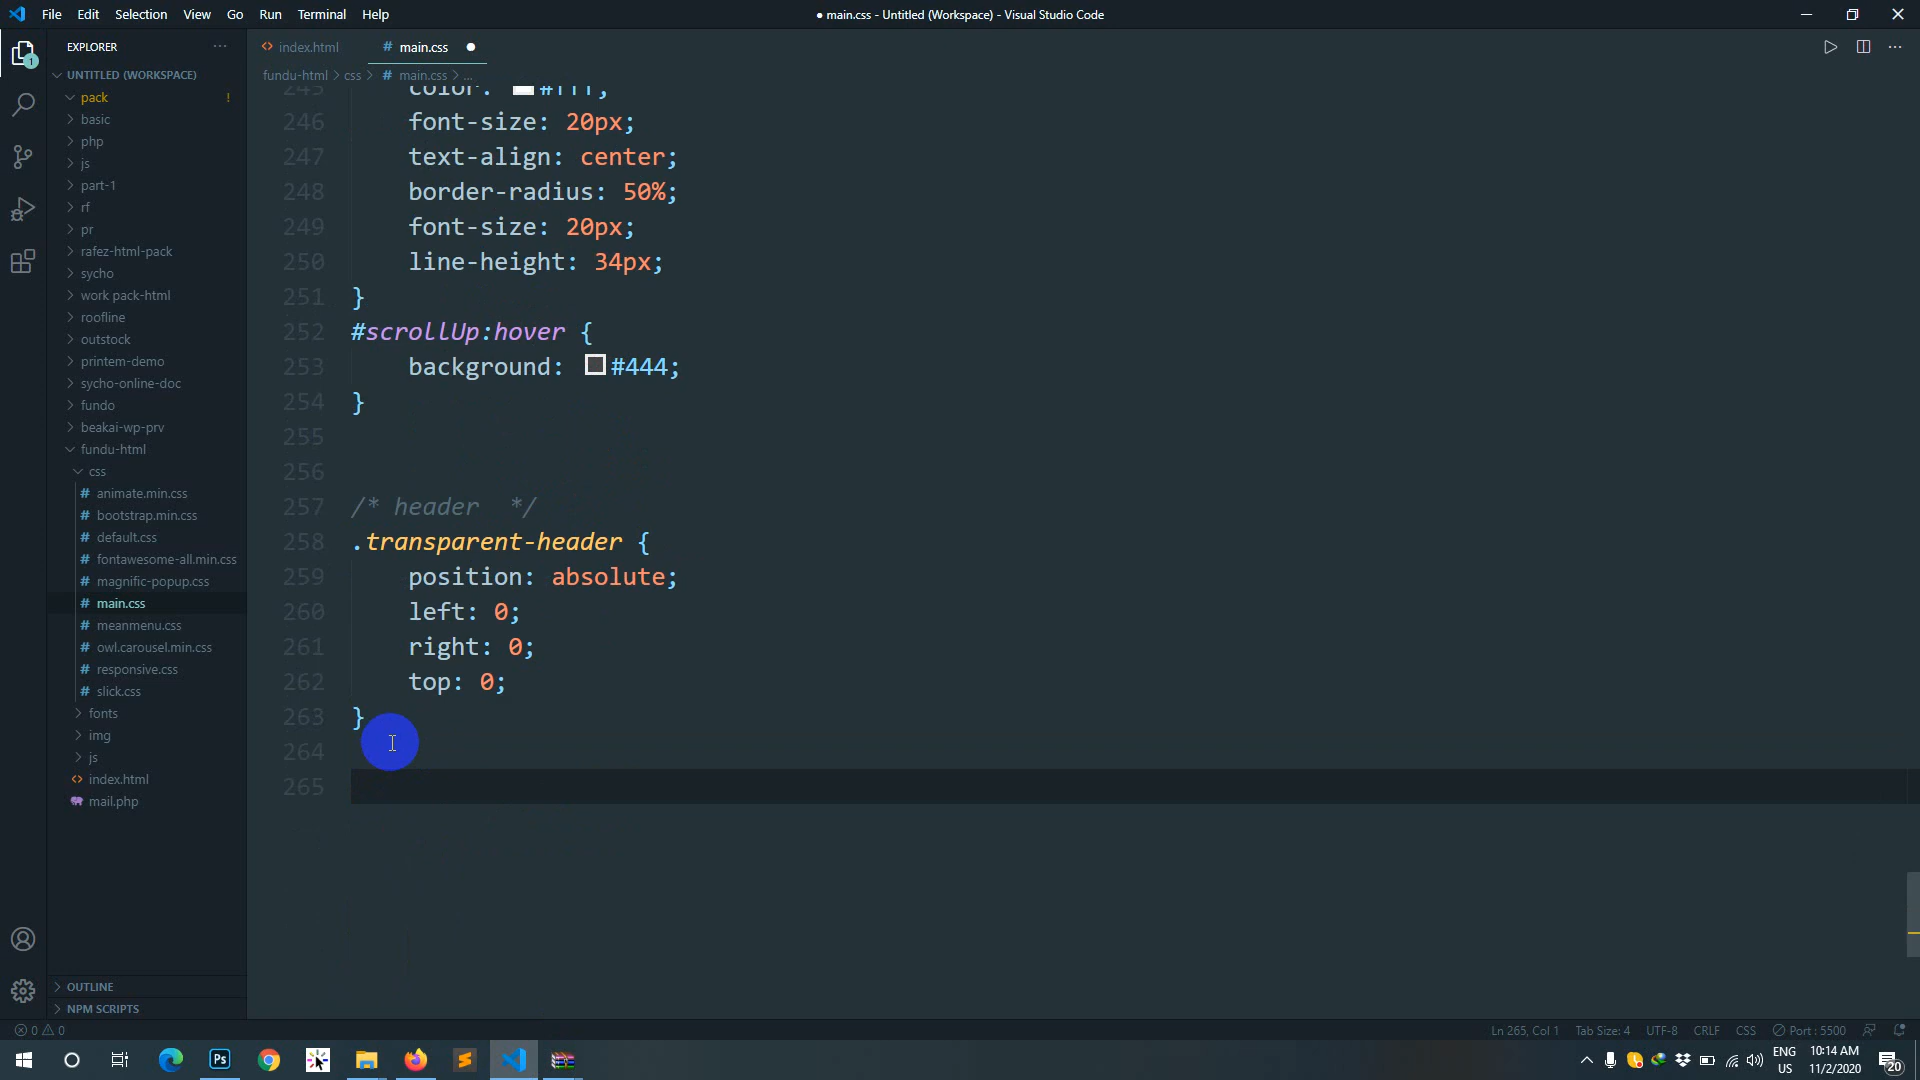 File Edit Selection View Go Run Terminal Help
● main.css - Untitled (Workspace) - Visual Studio Code
EXPLORER
index.html
# main.css
UNTITLED (WORKSPACE)
fundu-html > css > # main.css > ...
pack !
basic
php
js
part-1
rf
pr
rafez-html-pack
sycho
work pack-html
roofline
outstock
printem-demo
sycho-online-doc
fundo
beakai-wp-prv
fundu-html
css
# animate.min.css
# bootstrap.min.css
# default.css
# fontawesome-all.min.css
# magnific-popup.css
# main.css
# meanmenu.css
# owl.carousel.min.css
# responsive.css
# slick.css
fonts
img
js
index.html
mail.php
OUTLINE
NPM SCRIPTS
245 color: #fff;
246 font-size: 20px;
247 text-align: center;
248 border-radius: 50%;
249 font-size: 20px;
250 line-height: 34px;
251 }
252 #scrollUp:hover {
253 background: #444;
254 }
255
256
257 /* header  */
258 .transparent-header {
259 position: absolute;
260 left: 0;
261 right: 0;
262 top: 0;
263 }
264
265
0 0
Ln 265, Col 1 Tab Size: 4 UTF-8 CRLF CSS Port : 5500
1
Ps
ENG
US
10:14 AM
11/2/2020
20